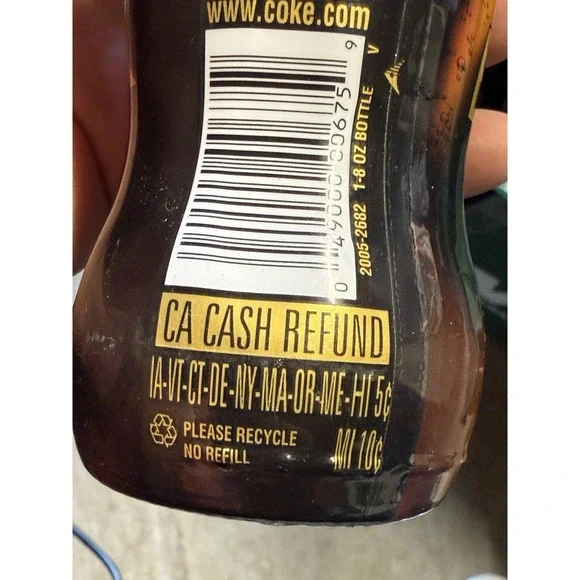 www.coke.com
0 49000 00675 9
2005-2682 1-8 OZ BOTTLE V
CA CASH REFUND
IA-VT-CT-DE-NY-MA-OR-ME-HI 5¢
MI 10¢
PLEASE RECYCLE
NO REFILL